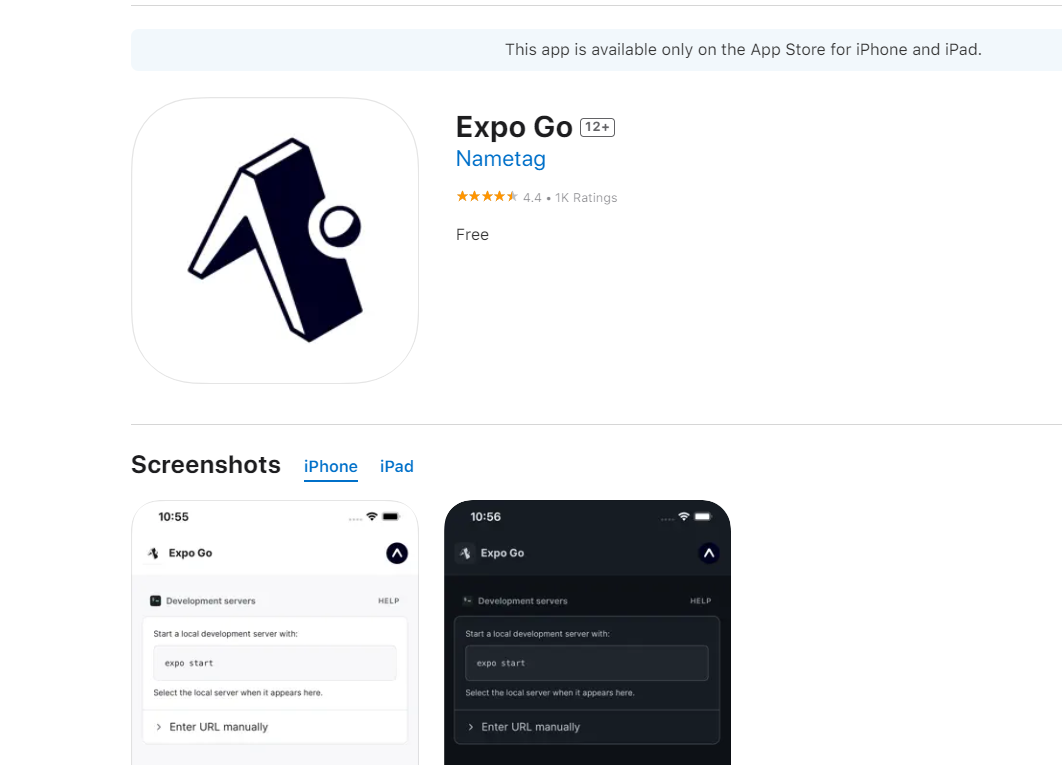 This app is available only on the App Store for iPhone and iPad.
Expo Go 12+
Nametag
4.4 • 1K Ratings
Free
Screenshots iPhone iPad
10:55
Expo Go
Development servers HELP
Start a local development server with:
expo start
Select the local server when it appears here.
Enter URL manually
10:56
Expo Go
Development servers HELP
Start a local development server with:
expo start
Select the local server when it appears here.
Enter URL manually